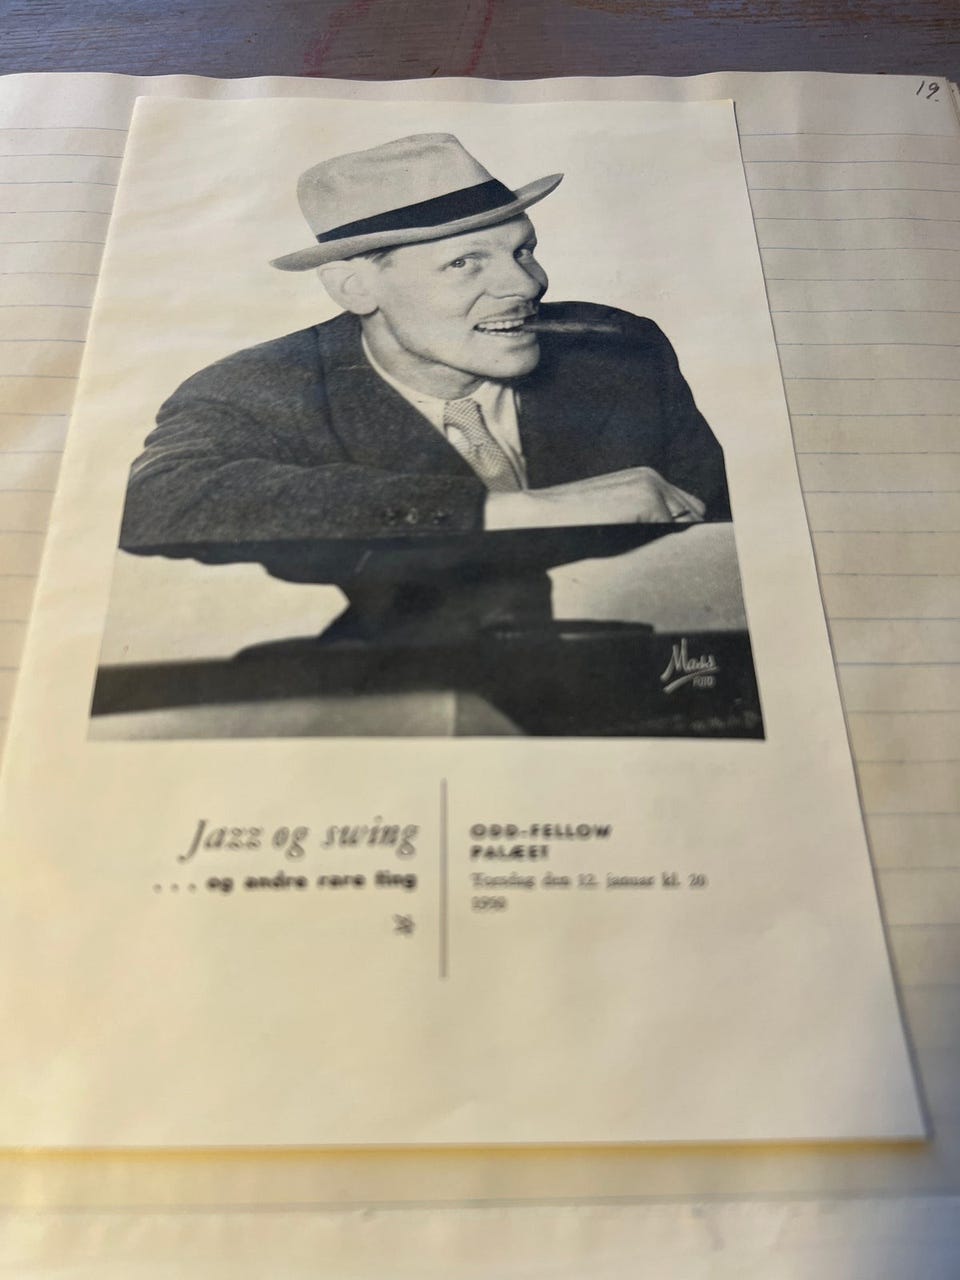 19.
Mass
FOTO
Jazz og swing
. . . og andre rare ting
ODD-FELLOW
PALÆET
Torsdag den 12. januar kl. 20
1950